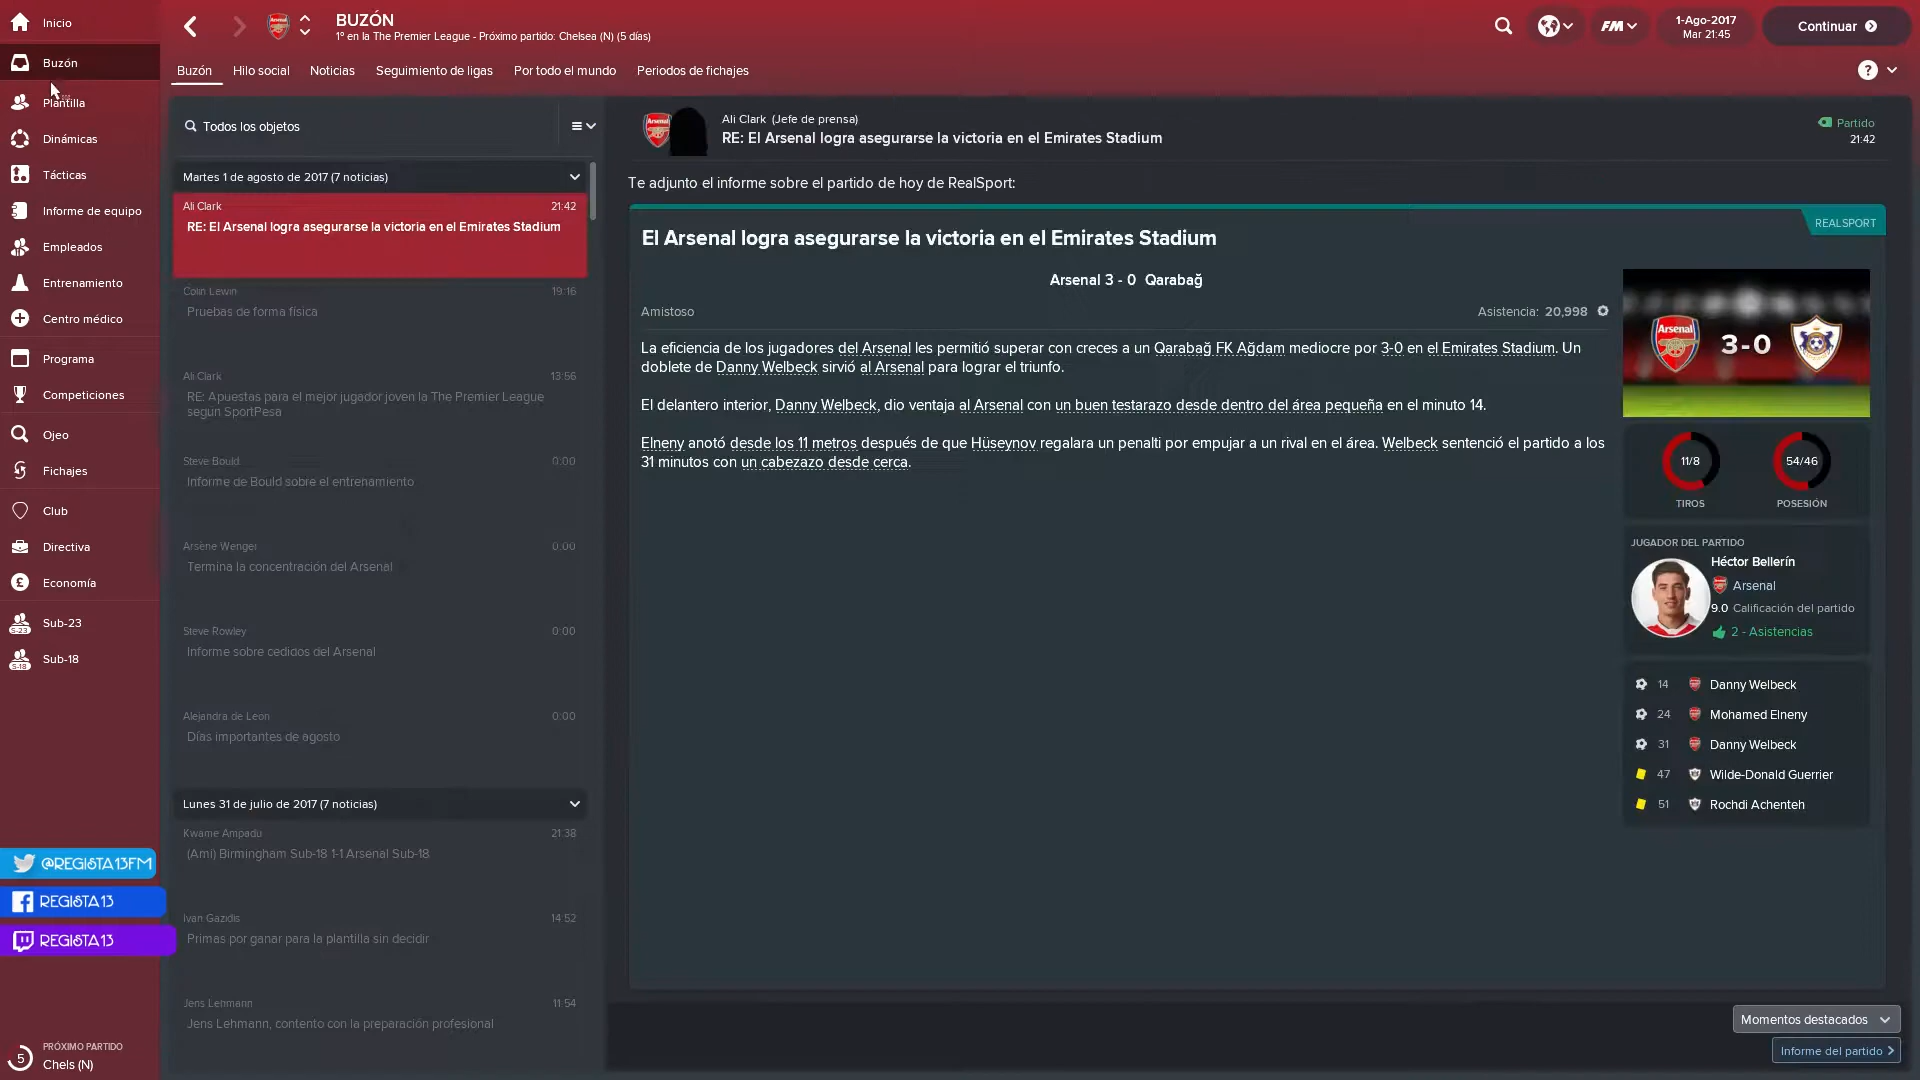 Inicio
Buzón
Plantilla
Dinámicas
Tácticas
Informe de equipo
Empleados
Entrenamiento
Centro médico
Programa
Competiciones
Ojeo
Fichajes
Club
Directiva
Economía
S-23
Sub-23
S-18
Sub-18
@REGISTA13FM
REGISTA13
REGISTA13
5
PRÓXIMO PARTIDO
Chels (N)
Arsenal
BUZÓN
1º en la The Premier League - Próximo partido: Chelsea (N) (5 días)
FM
1-Ago-2017
Mar 21:45
Continuar
Buzón
Hilo social
Noticias
Seguimiento de ligas
Por todo el mundo
Periodos de fichajes
?
Todos los objetos
Martes 1 de agosto de 2017 (7 noticias)
Ali Clark 21:42
RE: El Arsenal logra asegurarse la victoria en el Emirates Stadium
Colin Lewin 19:16
Pruebas de forma física
Ali Clark 13:56
RE: Apuestas para el mejor jugador joven la The Premier League
según SportPesa
Steve Bould 0:00
Informe de Bould sobre el entrenamiento
Arsène Wenger 0:00
Termina la concentración del Arsenal
Steve Rowley 0:00
Informe sobre cedidos del Arsenal
Alejandra de Leon 0:00
Días importantes de agosto
Lunes 31 de julio de 2017 (7 noticias)
Kwame Ampadu 21:38
(Ami) Birmingham Sub-18 1-1 Arsenal Sub-18
Ivan Gazidis 14:52
Primas por ganar para la plantilla sin decidir
Jens Lehmann 11:54
Jens Lehmann, contento con la preparación profesional
Arsenal
Ali Clark (Jefe de prensa)
RE: El Arsenal logra asegurarse la victoria en el Emirates Stadium
Partido
21:42
Te adjunto el informe sobre el partido de hoy de RealSport:
REALSPORT
El Arsenal logra asegurarse la victoria en el Emirates Stadium
Arsenal 3 - 0 Qarabağ
Amistoso
Asistencia: 20,998
La eficiencia de los jugadores del Arsenal les permitió superar con creces a un Qarabağ FK Ağdam mediocre por 3-0 en el Emirates Stadium. Un
doblete de Danny Welbeck sirvió al Arsenal para lograr el triunfo.
El delantero interior, Danny Welbeck, dio ventaja al Arsenal con un buen testarazo desde dentro del área pequeña en el minuto 14.
Elneny anotó desde los 11 metros después de que Hüseynov regalara un penalti por empujar a un rival en el área. Welbeck sentenció el partido a los
31 minutos con un cabezazo desde cerca.
Arsenal
3-0
11/8
TIROS
54/46
POSESIÓN
JUGADOR DEL PARTIDO
Héctor Bellerín
Arsenal
9.0 Calificación del partido
2 - Asistencias
14 Danny Welbeck
24 Mohamed Elneny
31 Danny Welbeck
47 Wilde-Donald Guerrier
51 Rochdi Achenteh
Momentos destacados
Informe del partido